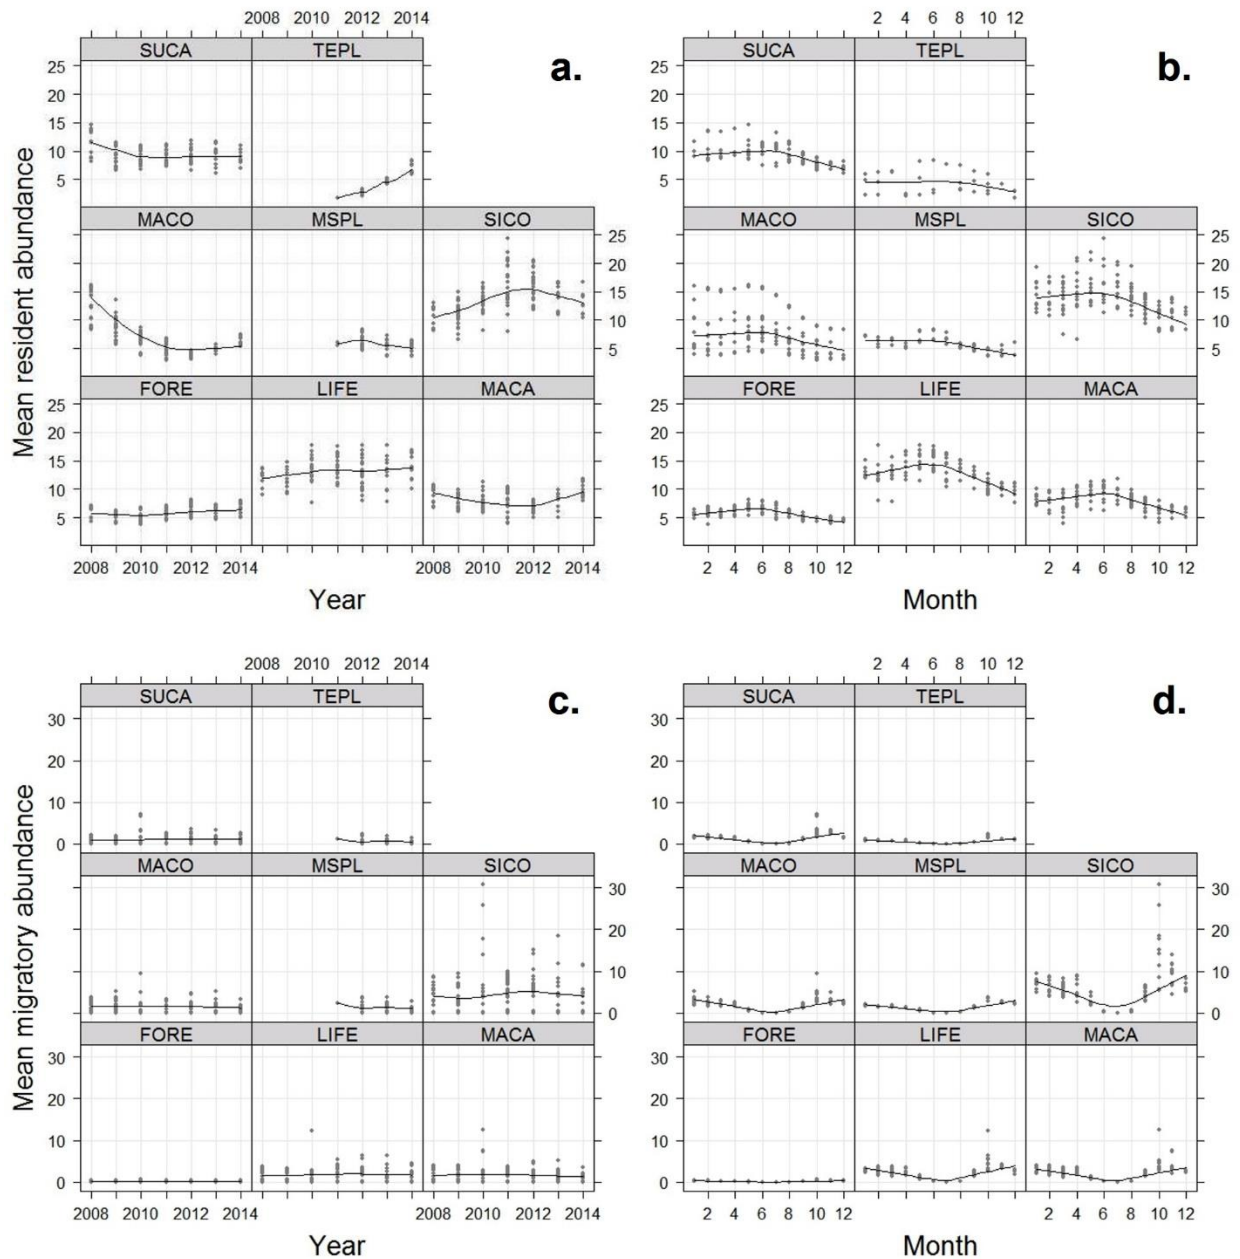 2008 2010 2012 2014
SUCA TEPL
a.
25
20
15
10
5
MACO MSPL SICO
25
20
15
10
5
FORE LIFE MACA
25
20
15
10
5
2008 2010 2012 2014 2008 2010 2012 2014
Mean resident abundance
Year
2 4 6 8 10 12
SUCA TEPL
b.
25
20
15
10
5
MACO MSPL SICO
25
20
15
10
5
FORE LIFE MACA
25
20
15
10
5
2 4 6 8 10 12 2 4 6 8 10 12
Month
2008 2010 2012 2014
SUCA TEPL
c.
30
20
10
0
MACO MSPL SICO
30
20
10
0
FORE LIFE MACA
30
20
10
0
2008 2010 2012 2014 2008 2010 2012 2014
Mean migratory abundance
Year
2 4 6 8 10 12
SUCA TEPL
d.
30
20
10
0
MACO MSPL SICO
30
20
10
0
FORE LIFE MACA
30
20
10
0
2 4 6 8 10 12 2 4 6 8 10 12
Month